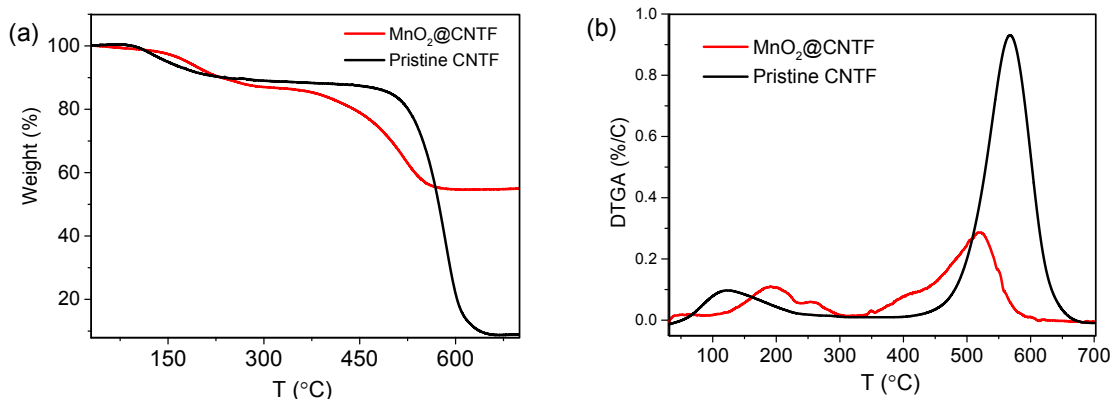 (a)
MnO₂@CNTF
Pristine CNTF
Weight (%)
100
80
60
40
20
150 300 450 600
T (°C)
(b)
MnO₂@CNTF
Pristine CNTF
DTGA (%/C)
1.0
0.8
0.6
0.4
0.2
0.0
100 200 300 400 500 600 700
T (°C)